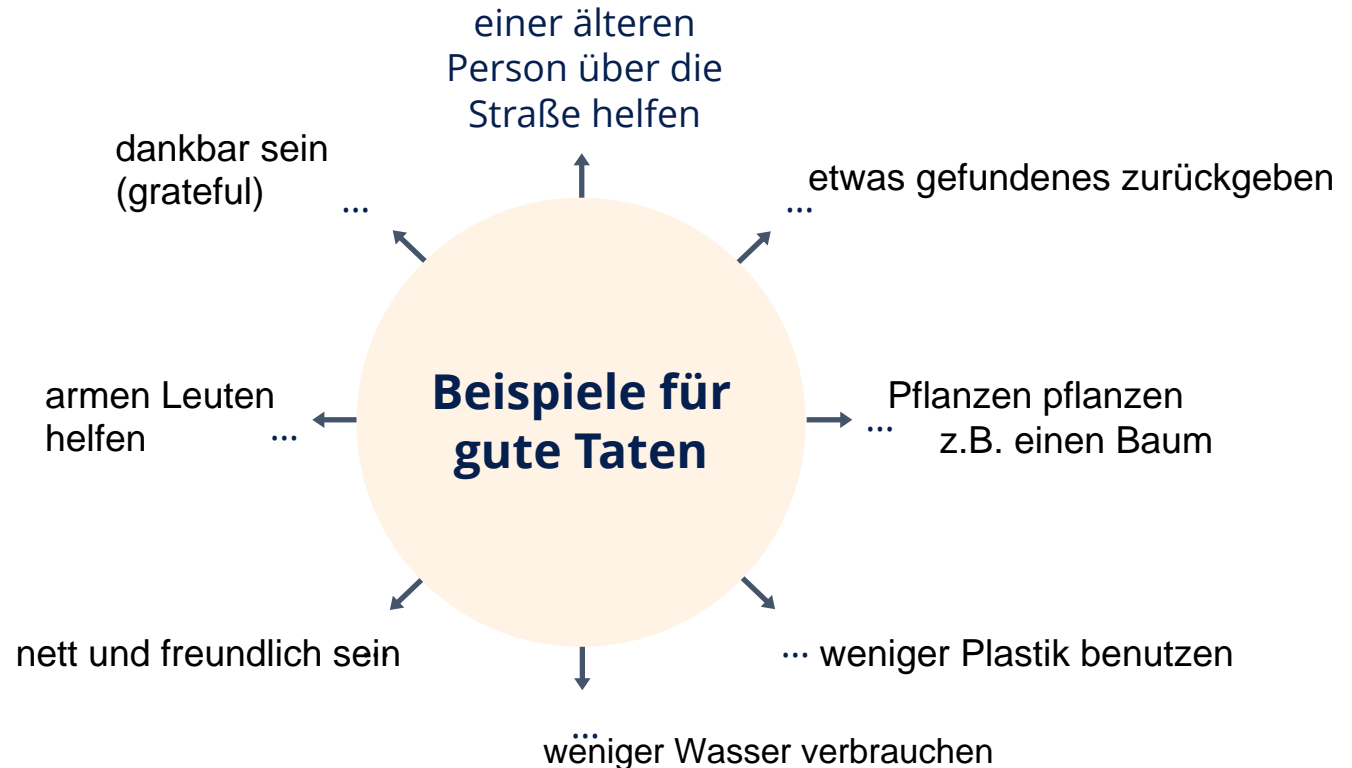 einer älteren
Person über die
Straße helfen
dankbar sein
(grateful)
...
etwas gefundenes zurückgeben
...
armen Leuten
helfen
...
Beispiele für
gute Taten
Pflanzen pflanzen
...
z.B. einen Baum
nett und freundlich sein
... weniger Plastik benutzen
...
weniger Wasser verbrauchen